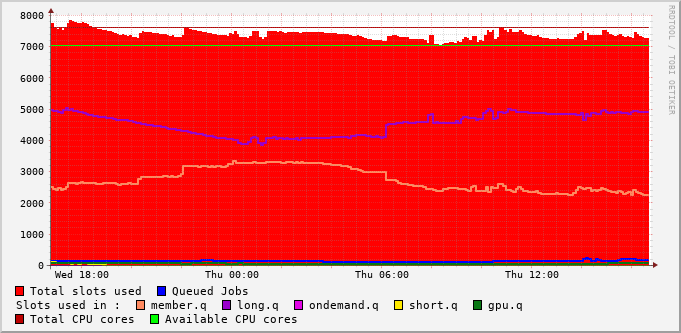 8000
7000
6000
5000
4000
3000
2000
1000
0
Wed 18:00 Thu 00:00 Thu 06:00 Thu 12:00
RRDTOOL / TOBI OETIKER
Total slots used Queued Jobs
Slots used in : member.q long.q ondemand.q short.q gpu.q
Total CPU cores Available CPU cores